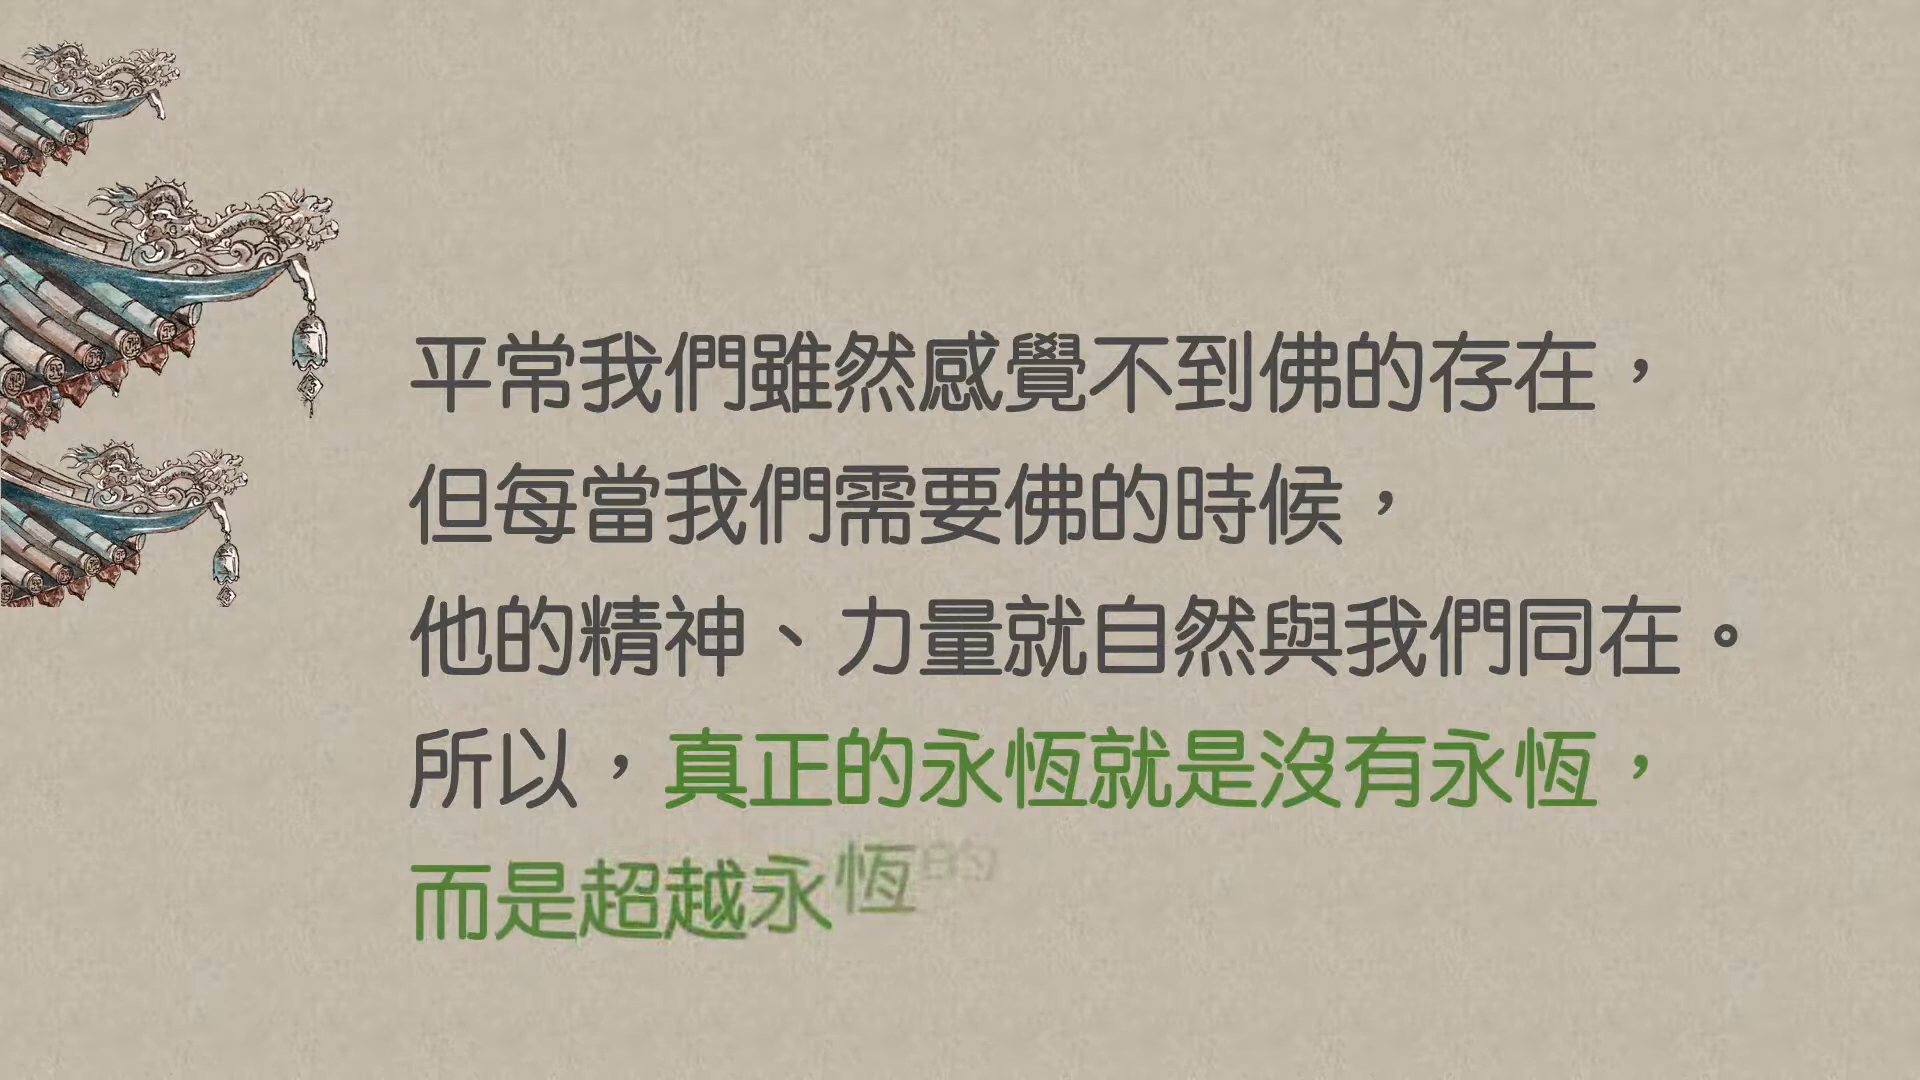 平常我們雖然感覺不到佛的存在，
但每當我們需要佛的時候，
他的精神、力量就自然與我們同在。
所以，真正的永恆就是沒有永恆，
而是超越永恆的